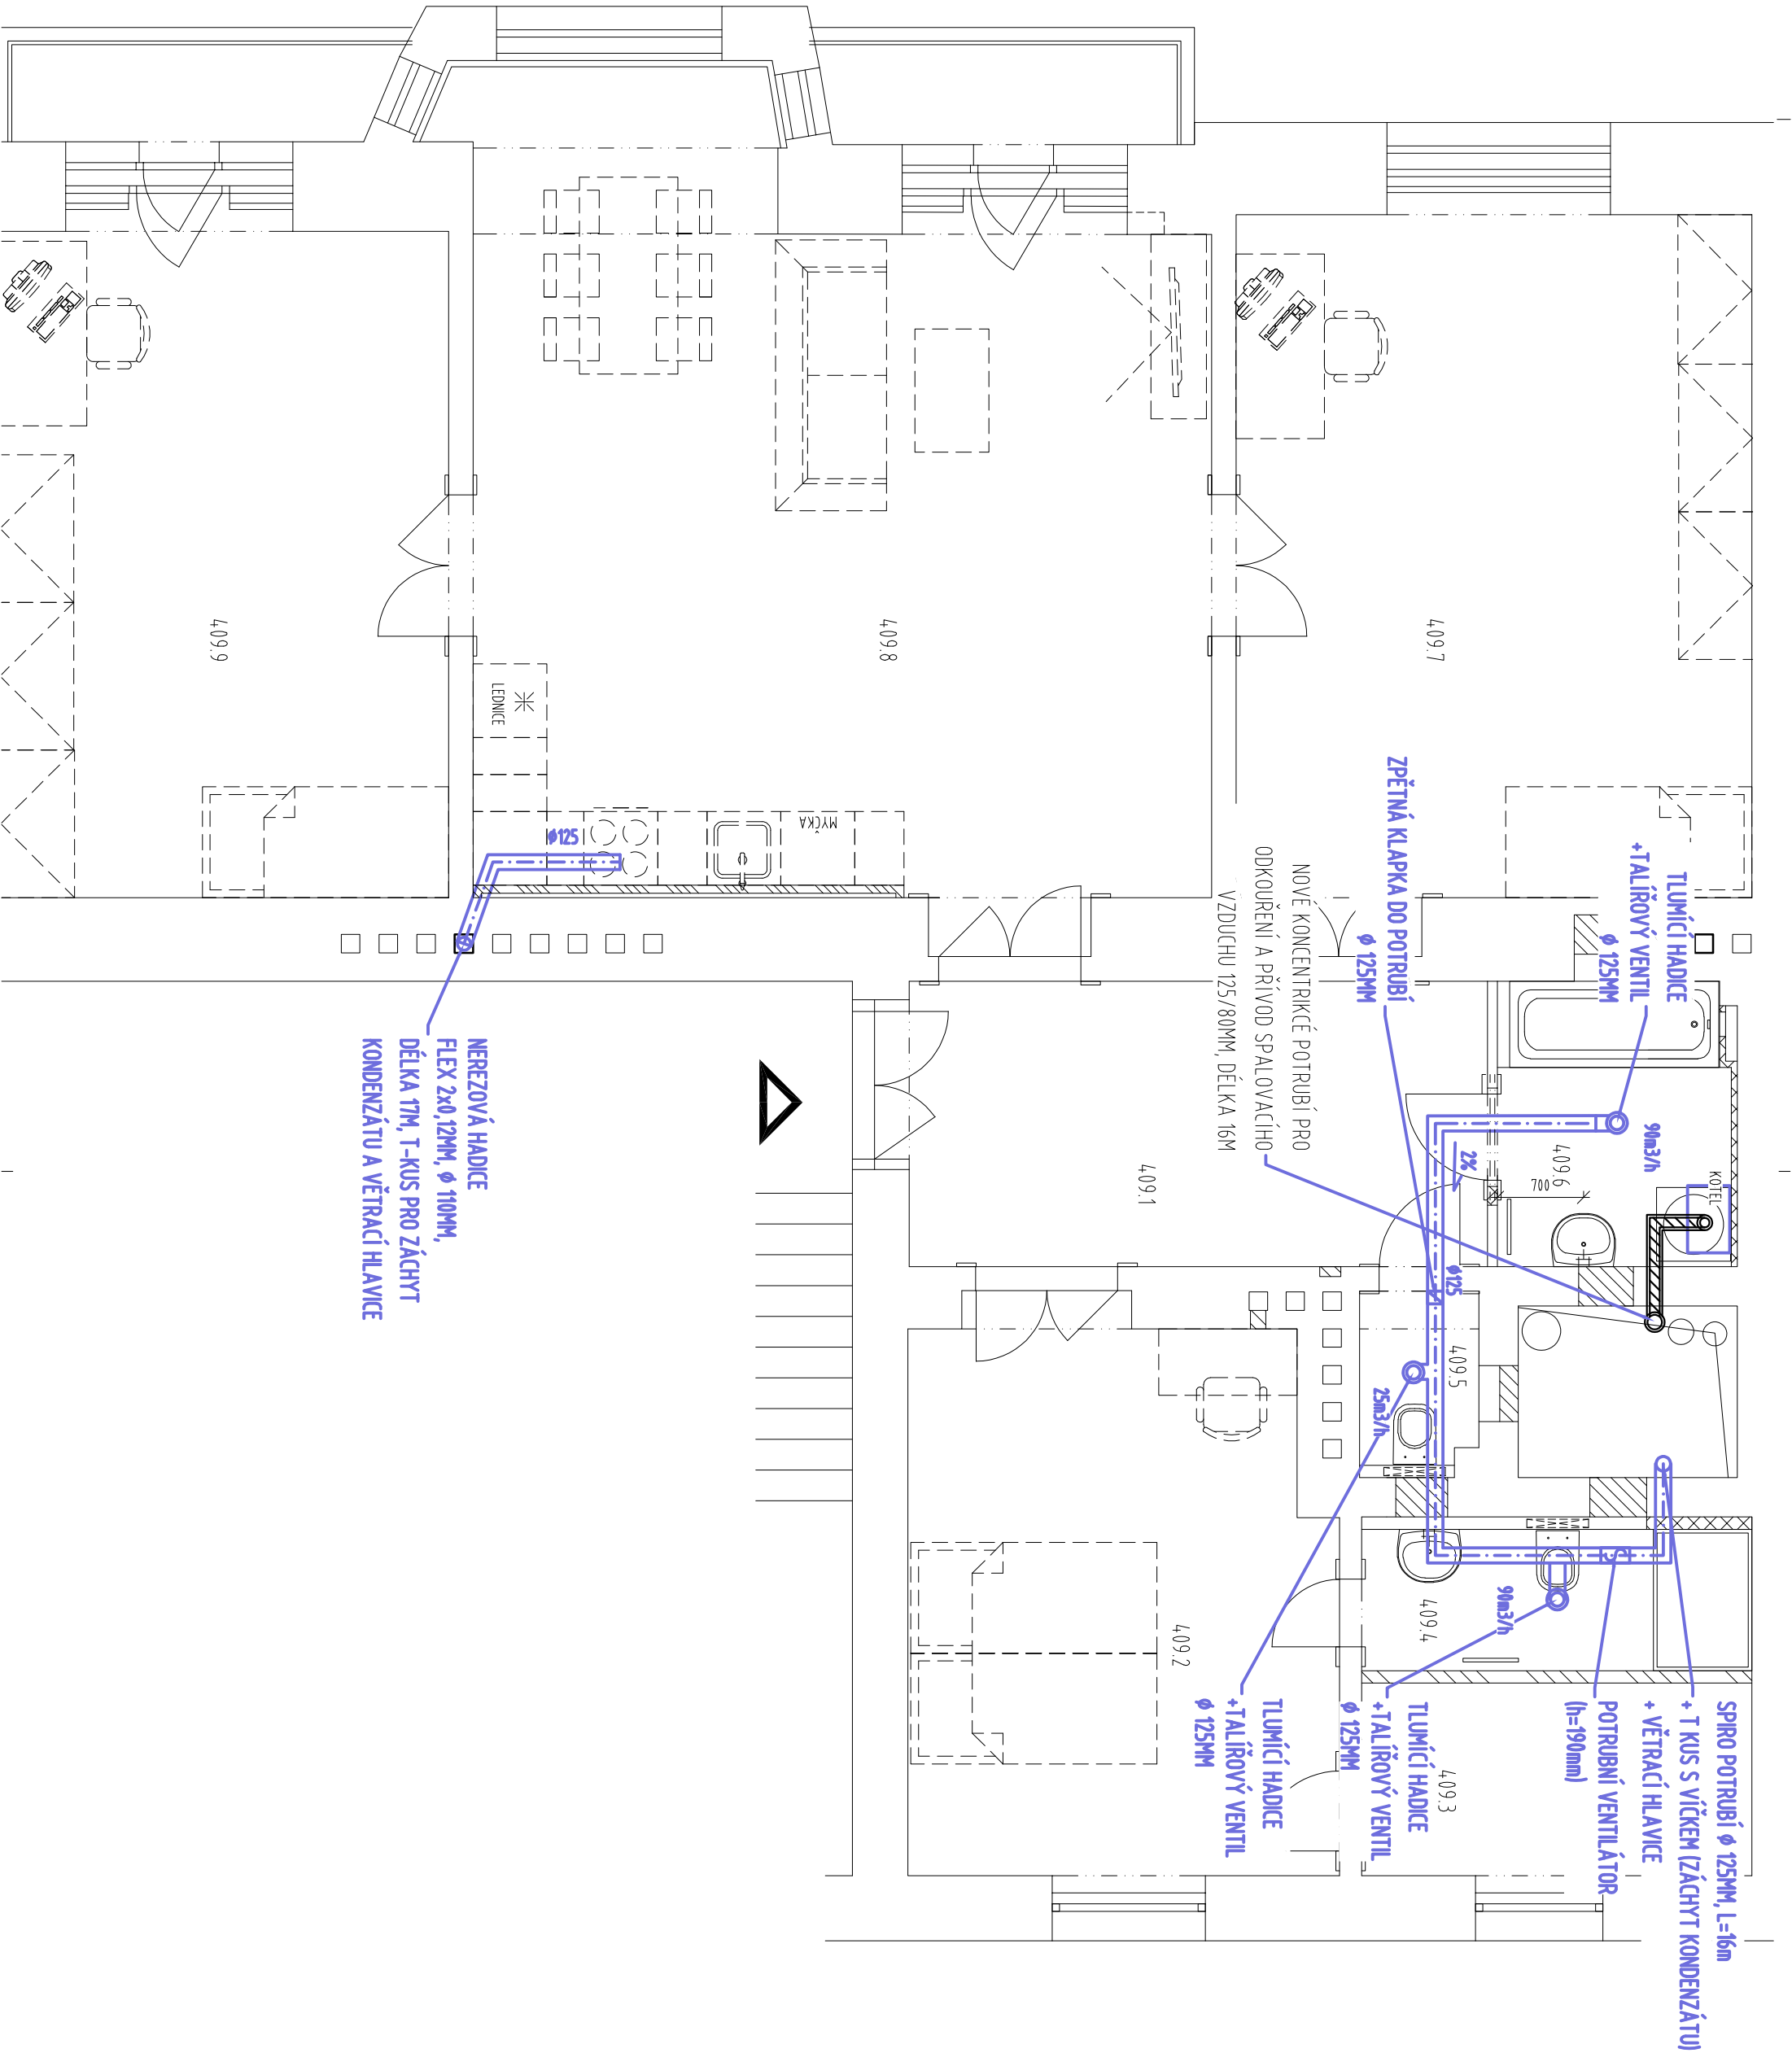 409.9
409.8
409.7
LEDNICE
MYČKA
ø125
ZPĚTNÁ KLAPKA DO POTRUBÍ
ø 125MM
TLUMÍCÍ HADICE
+TALÍŘOVÝ VENTIL
ø 125MM
NOVÉ KONCENTRIKCÉ POTRUBÍ PRO
ODKOUŘENÍ A PŘÍVOD SPALOVACÍHO
VZDUCHU 125/80MM, DÉLKA 16M
NEREZOVÁ HADICE
FLEX 2x0,12MM, ø 110MM,
DÉLKA 17M, T-KUS PRO ZÁCHYT
KONDENZÁTU A VĚTRACÍ HLAVICE
90m3/h
409.6
KOTEL
700
2%
409.1
ø125
409.5
25m3/h
90m3/h
409.4
409.2
409.3
SPIRO POTRUBÍ ø 125MM, L=16m
+ T KUS S VÍČKEM (ZÁCHYT KONDENZÁTU)
+ VĚTRACÍ HLAVICE
POTRUBNÍ VENTILÁTOR
(h=190mm)
TLUMÍCÍ HADICE
+TALÍŘOVÝ VENTIL
ø 125MM
TLUMÍCÍ HADICE
+TALÍŘOVÝ VENTIL
ø 125MM